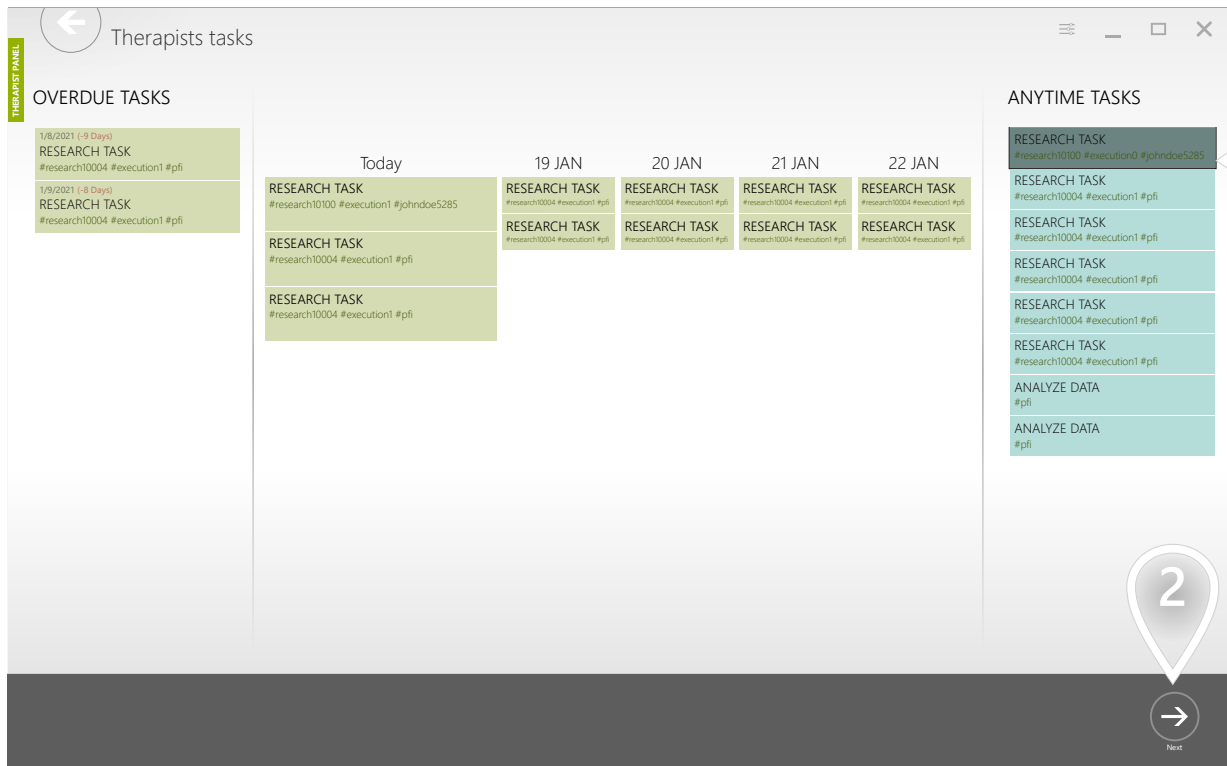 Therapists tasks
THERAPIST PANEL
OVERDUE TASKS
1/8/2021 (-9 Days)
RESEARCH TASK
#research10004 #execution1 #pfi
1/9/2021 (-8 Days)
RESEARCH TASK
#research10004 #execution1 #pfi
Today
RESEARCH TASK
#research10100 #execution1 #johndoe5285
RESEARCH TASK
#research10004 #execution1 #pfi
RESEARCH TASK
#research10004 #execution1 #pfi
19 JAN
RESEARCH TASK
#research10004 #execution1 #pfi
RESEARCH TASK
#research10004 #execution1 #pfi
20 JAN
RESEARCH TASK
#research10004 #execution1 #pfi
RESEARCH TASK
#research10004 #execution1 #pfi
21 JAN
RESEARCH TASK
#research10004 #execution1 #pfi
RESEARCH TASK
#research10004 #execution1 #pfi
22 JAN
RESEARCH TASK
#research10004 #execution1 #pfi
RESEARCH TASK
#research10004 #execution1 #pfi
ANYTIME TASKS
RESEARCH TASK
#research10100 #execution0 #johndoe5285
RESEARCH TASK
#research10004 #execution1 #pfi
RESEARCH TASK
#research10004 #execution1 #pfi
RESEARCH TASK
#research10004 #execution1 #pfi
RESEARCH TASK
#research10004 #execution1 #pfi
RESEARCH TASK
#research10004 #execution1 #pfi
ANALYZE DATA
#pfi
ANALYZE DATA
#pfi
2
Next